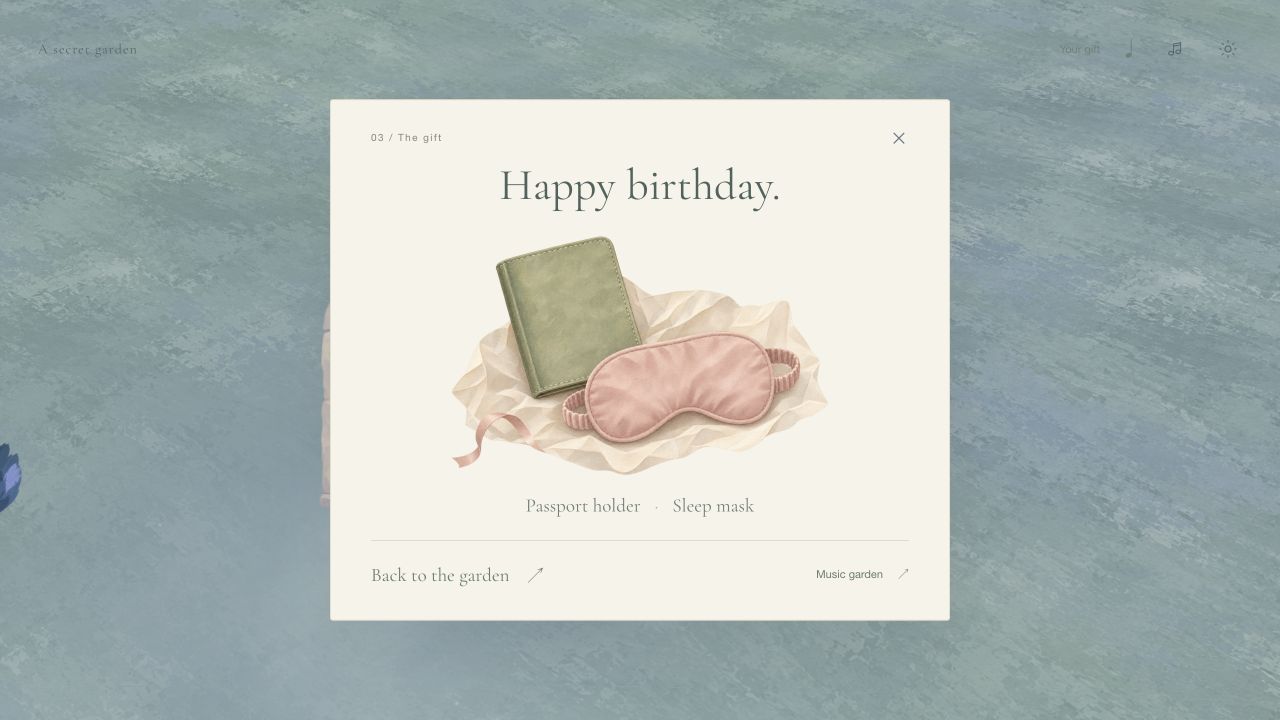 A secret garden
Your gift
03 / The gift
Happy birthday.
Passport holder · Sleep mask
Back to the garden
Music garden